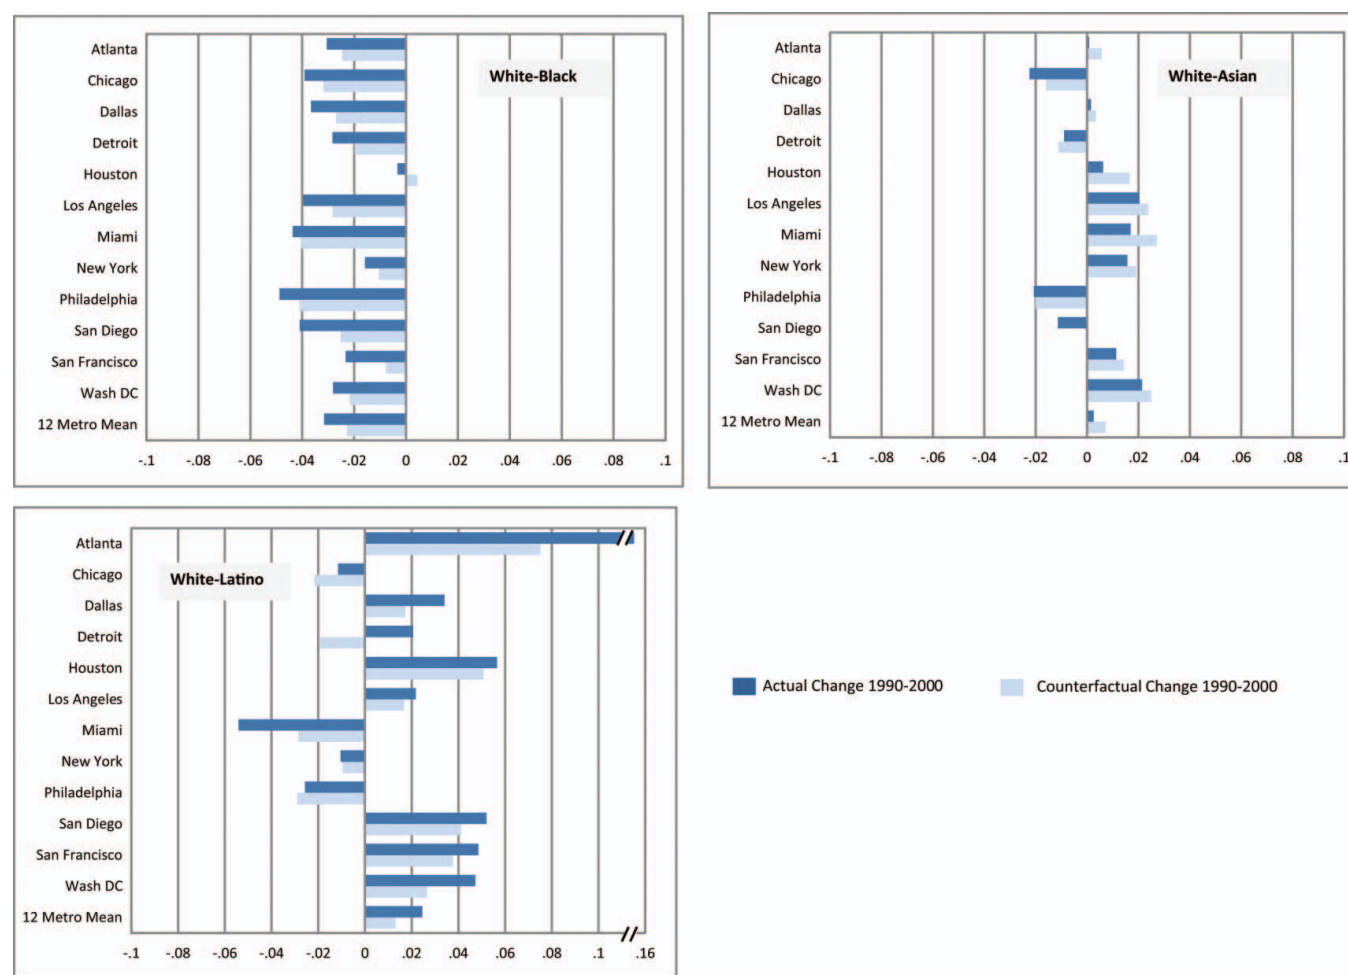 White-Black
Atlanta
Chicago
Dallas
Detroit
Houston
Los Angeles
Miami
New York
Philadelphia
San Diego
San Francisco
Wash DC
12 Metro Mean
-.1 -.08 -.06 -.04 -.02 0 .02 .04 .06 .08 .1
White-Asian
Atlanta
Chicago
Dallas
Detroit
Houston
Los Angeles
Miami
New York
Philadelphia
San Diego
San Francisco
Wash DC
12 Metro Mean
-.1 -.08 -.06 -.04 -.02 0 .02 .04 .06 .08 .1
White-Latino
Atlanta
Chicago
Dallas
Detroit
Houston
Los Angeles
Miami
New York
Philadelphia
San Diego
San Francisco
Wash DC
12 Metro Mean
-.1 -.08 -.06 -.04 -.02 0 .02 .04 .06 .08 .1 .16
Actual Change 1990-2000
Counterfactual Change 1990-2000